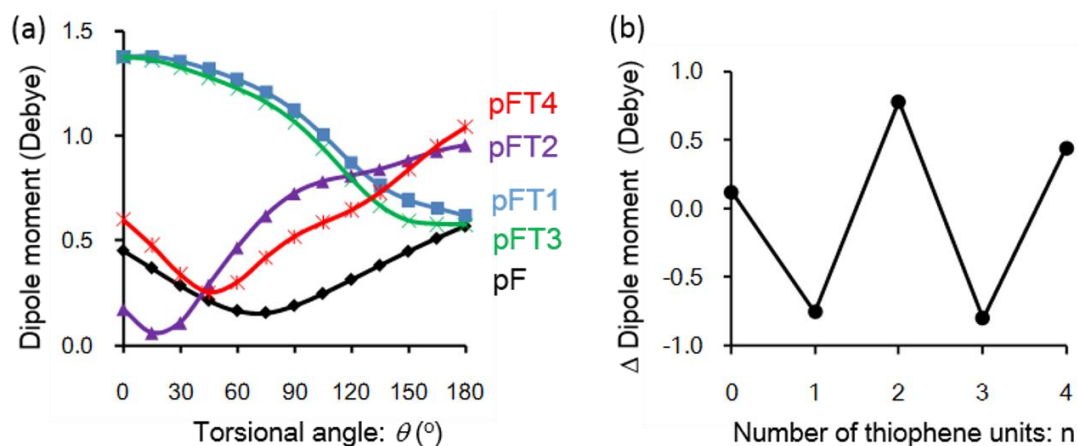 (a)
Dipole moment (Debye)
1.5
1.0
0.5
0.0
0 30 60 90 120 150 180
Torsional angle: θ (°)
pFT4
pFT2
pFT1
pFT3
pF
(b)
Δ Dipole moment (Debye)
1.0
0.5
0.0
-0.5
-1.0
0 1 2 3 4
Number of thiophene units: n